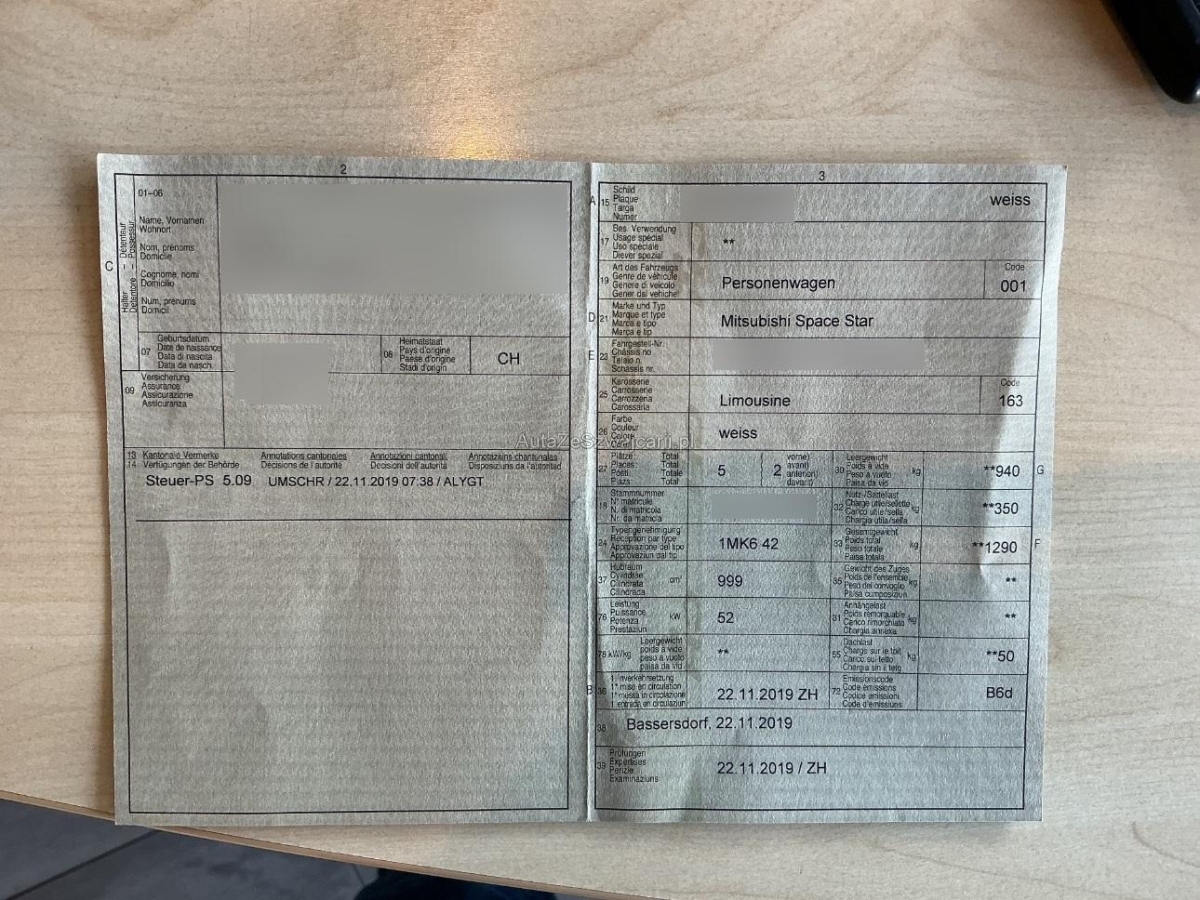 2
01–06
Name, Vornamen
Wohnort
Nom, prénoms
Domicile
Cognome, nomi
Domicilio
Num, prenums
Domicil
C
Halter – Détenteur
Detentore – Possessur
07
Geburtsdatum
Date de naissance
Data di nascita
Data da nasch.
08
Heimatstaat
Pays d'origine
Paese d'origine
Stadi d'origin
CH
09
Versicherung
Assurance
Assicurazione
Assicuranza
13 Kantonale Vermerke Annotations cantonales Annotazioni cantonali Annotaziuns chantunalas
14 Verfügungen der Behörde Décisions de l'autorité Decisioni dell'autorità Disposiziuns da l'autoritad
Steuer-PS 5.09 UMSCHR / 22.11.2019 07:38 / ALYGT
3
A 15
Schild
Plaque
Targa
Numer
weiss
17
Bes. Verwendung
Usage spécial
Uso speciale
Diever spezial
**
19
Art des Fahrzeugs
Genre de véhicule
Genere di veicolo
Gener dal vehichel
Personenwagen
Code
001
D 21
Marke und Typ
Marque et type
Marca e tipo
Marca e tip
Mitsubishi Space Star
E 23
Fahrgestell-Nr.
Châssis no
Telaio n.
Schassis nr.
25
Karosserie
Carrosserie
Carrozzeria
Carossaria
Limousine
Code
163
26
Farbe
Couleur
Colore
weiss
AutaZeSzwajcarii.pl
27
Plätze Total
Places Total
Posti Totale
Plazs Total
5
2
vorne)
avant)
anteriori)
davant)
30
Leergewicht
Poids à vide
Peso a vuoto
Paisa da vid
kg
**940
G
18
Stammnummer
N° matricule
N. di matricola
Nr. da matricla
32
Nutz-/Sattellast
Charge utile/sellette
Carico utile/sella
Chargia utila/sella
kg
**350
24
Typengenehmigung
Réception par type
Approvazione del tipo
Approvaziun dal tip
1MK6 42
33
Gesamtgewicht
Poids total
Peso totale
Paisa totala
kg
**1290
F
37
Hubraum
Cylindrée
Cilindrata
Cilindrada
cm³
999
35
Gewicht des Zuges
Poids de l'ensemble
Peso del convoglio
Paisa cumposiziun
kg
**
76
Leistung
Puissance
Potenza
Prestaziun
kW
52
31
Anhängelast
Poids remorquable
Carico rimorchiato
Chargia annexa
kg
**
78 kW/kg
Leergewicht
poids à vide
peso a vuoto
paisa da vid
**
55
Dachlast
Charge sur le toit
Carico sul tetto
Chargia sin il tetg
kg
**50
B 36
1. Inverkehrsetzung
1re mise en circulation
1a messa in circolazione
1. entrada en circulaziun
22.11.2019 ZH
72
Emissionscode
Code émissions
Codice emissioni
Code d'emissiuns
B6d
38
Bassersdorf, 22.11.2019
39
Prüfungen
Expertises
Perizie
Examinaziuns
22.11.2019 / ZH